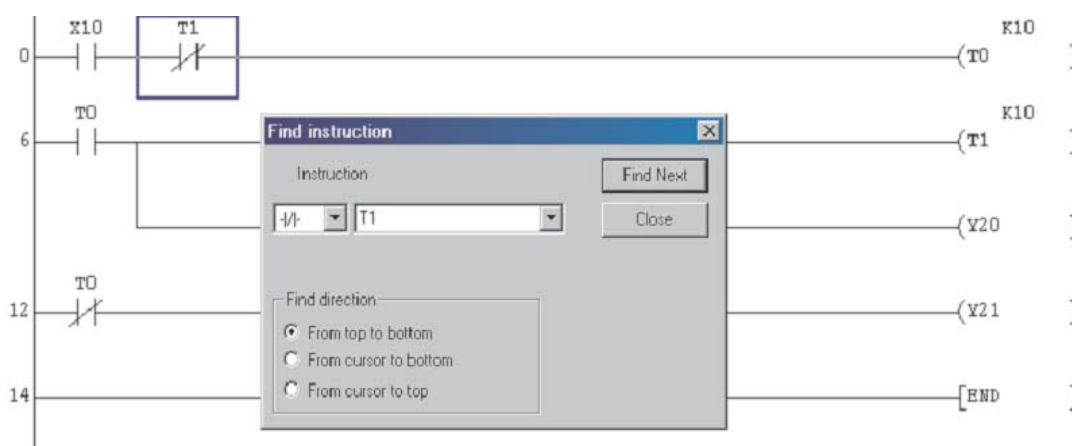 X10 T1 K10
0 (T0
T0 K10
6 (T1
Find instruction
Instruction
Find Next
T1
Close
(Y20
T0
12 (Y21
Find direction
From top to bottom
From cursor to bottom
From cursor to top
14 [END ]